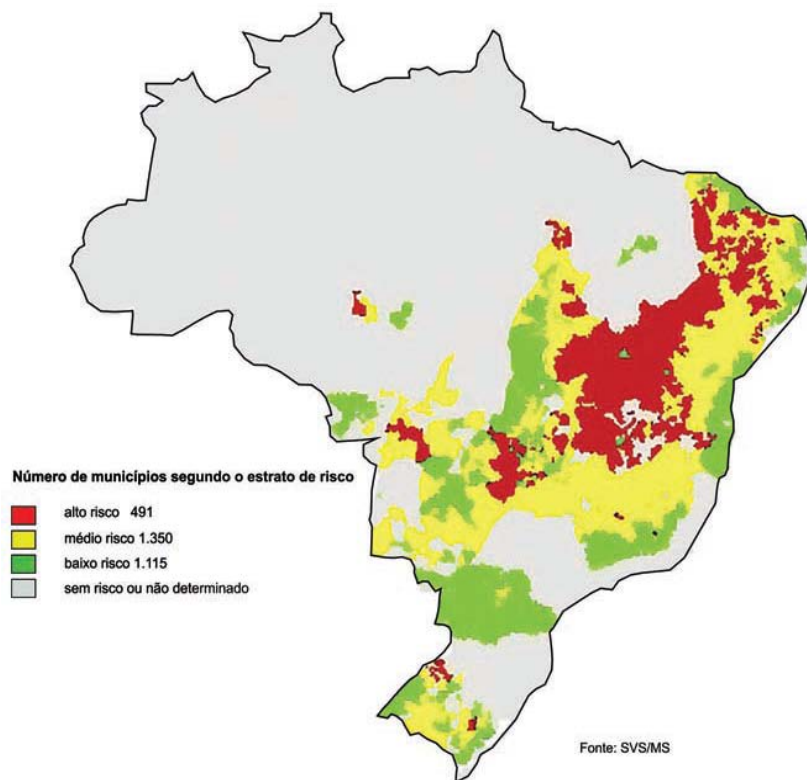 Número de municípios segundo o estrato de risco
alto risco 491
médio risco 1.350
baixo risco 1.115
sem risco ou não determinado
Fonte: SVS/MS